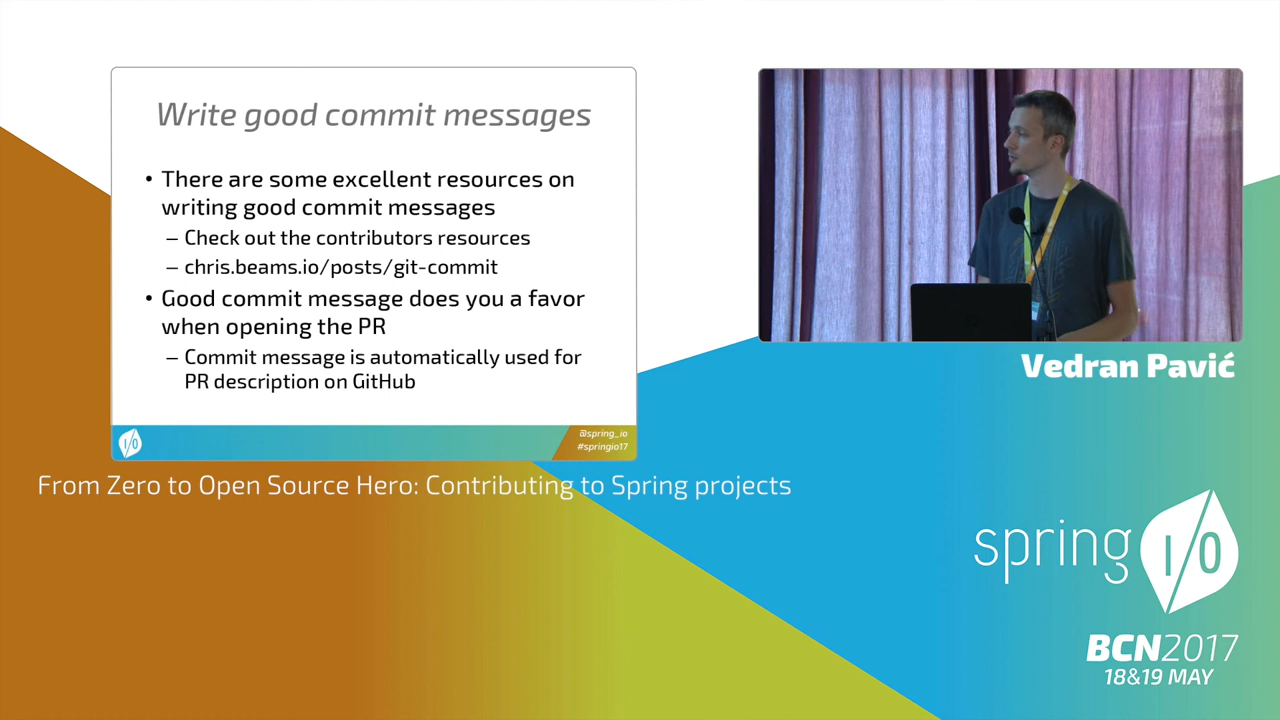 Write good commit messages
• There are some excellent resources on
writing good commit messages
– Check out the contributors resources
– chris.beams.io/posts/git-commit
• Good commit message does you a favor
when opening the PR
– Commit message is automatically used for
PR description on GitHub
I/O
@spring_io
#springio17
Vedran Pavić
From Zero to Open Source Hero: Contributing to Spring projects
spring I/O
BCN2017
18&19 MAY